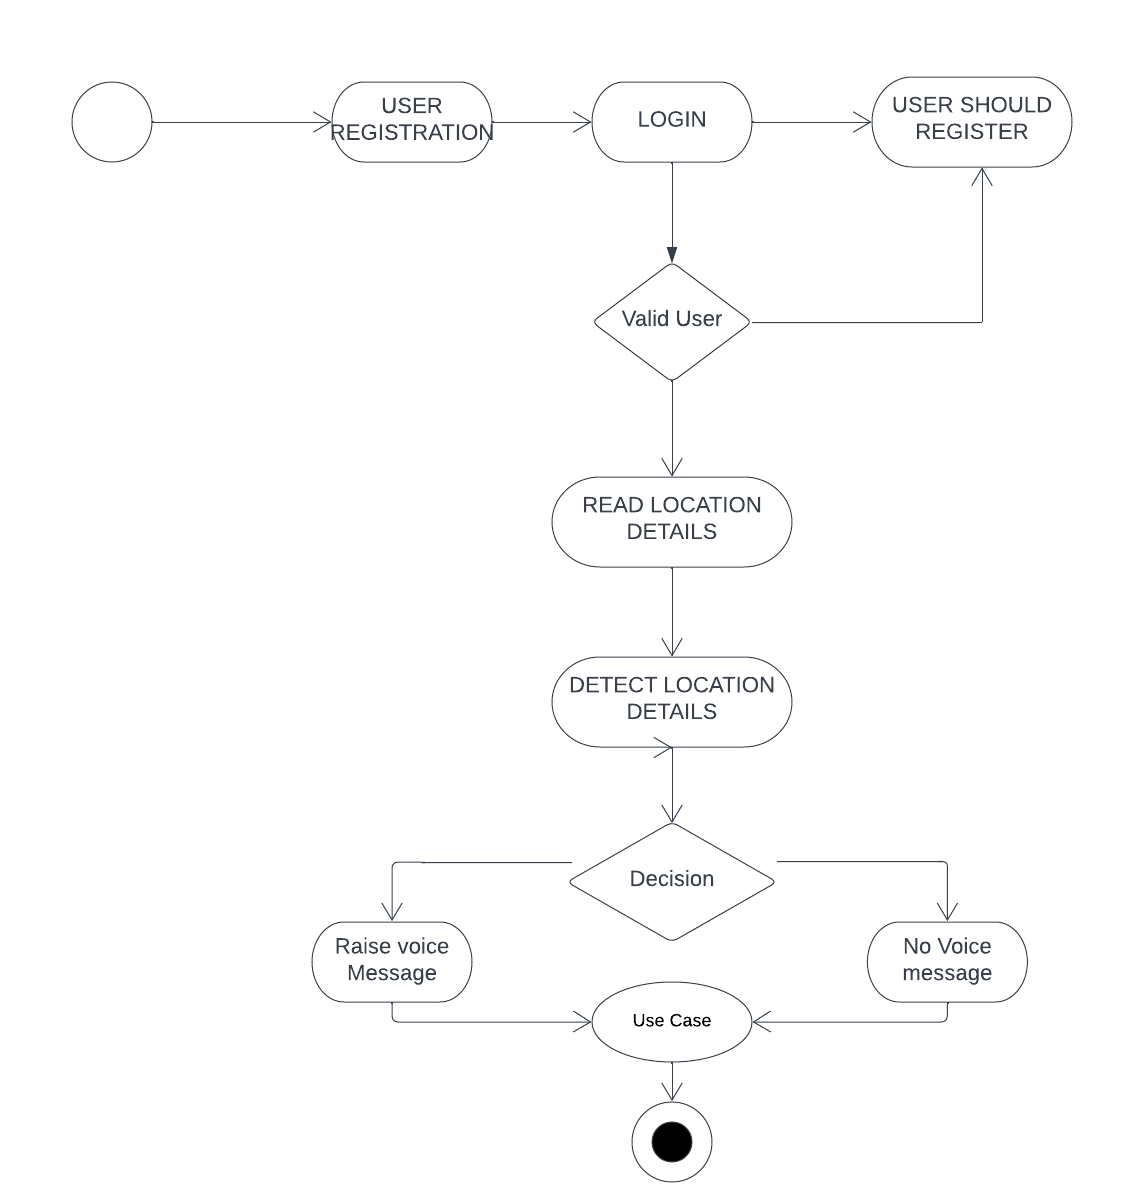 USER
REGISTRATION
LOGIN
USER SHOULD
REGISTER
Valid User
READ LOCATION
DETAILS
DETECT LOCATION
DETAILS
Decision
Raise voice
Message
No Voice
message
Use Case